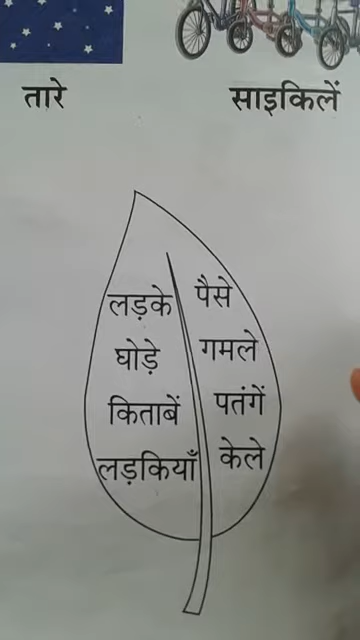 तारे
साइकिलें
लड़के
घोड़े
किताबें
लड़कियाँ
पैसे
गमले
पतंगें
केले